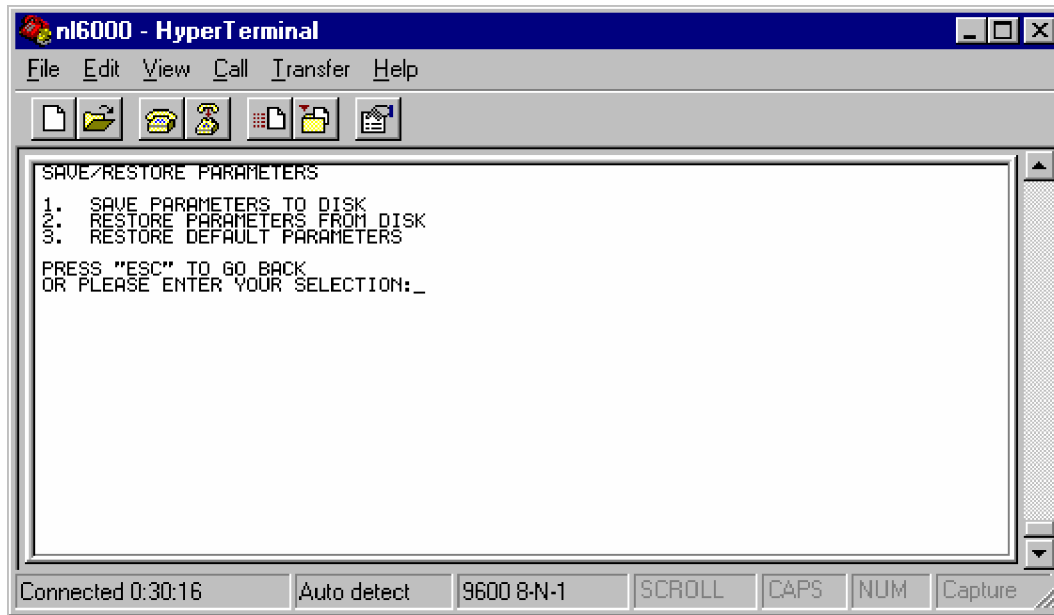 nl6000 - HyperTerminal
File Edit View Call Transfer Help
SAVE/RESTORE PARAMETERS
1. SAVE PARAMETERS TO DISK
2. RESTORE PARAMETERS FROM DISK
3. RESTORE DEFAULT PARAMETERS
PRESS "ESC" TO GO BACK
OR PLEASE ENTER YOUR SELECTION:_
Connected 0:30:16 Auto detect 9600 8-N-1 SCROLL CAPS NUM Capture